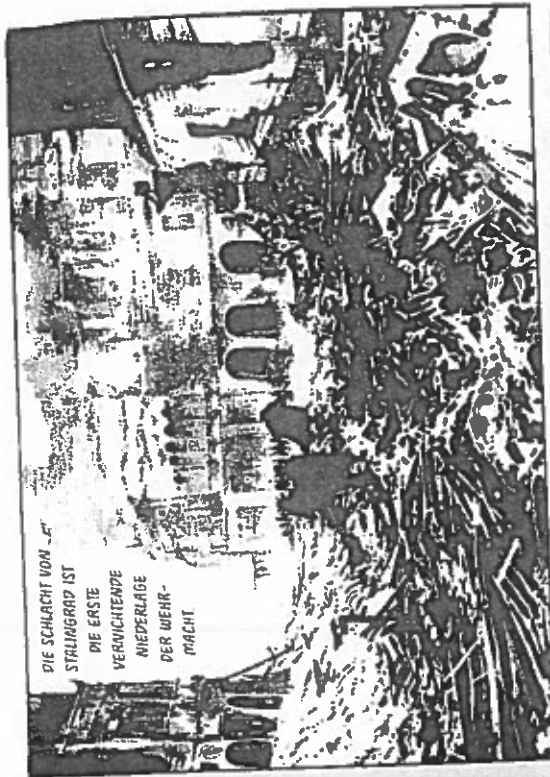 DIE SCHLACHT VON
STALINGRAD IST
DIE ERSTE
VERNICHTENDE
NIEDERLAGE
DER WEHR-
MACHT.